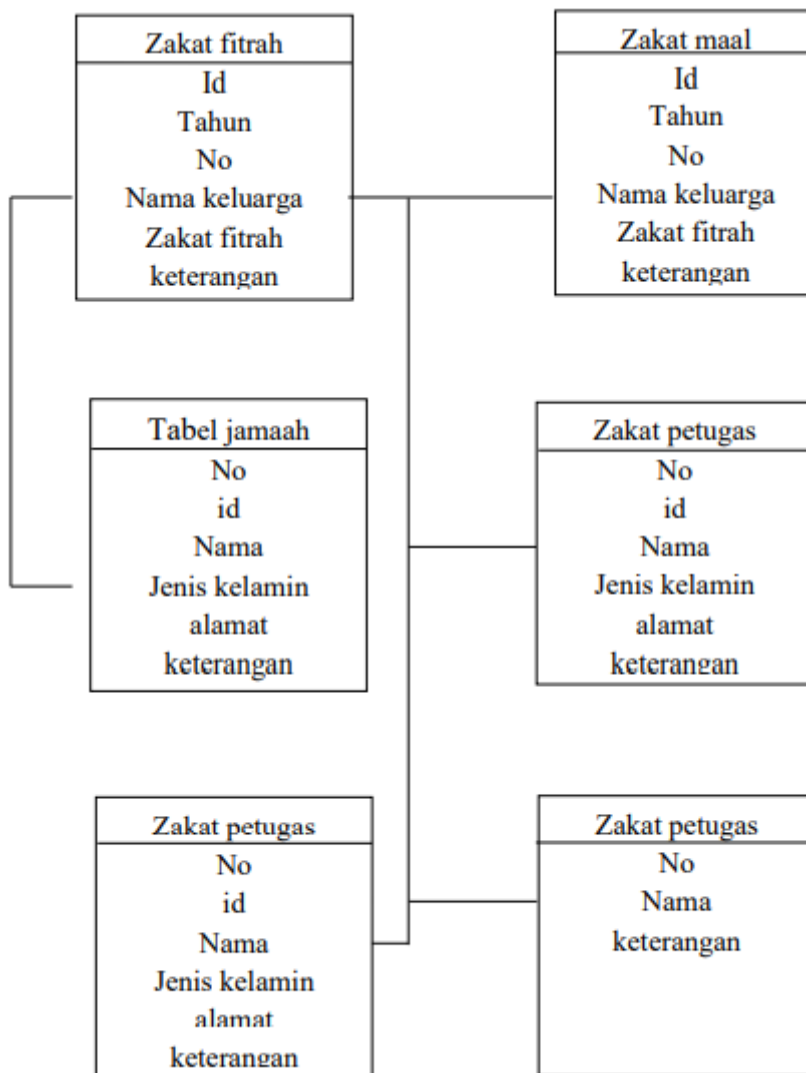 Zakat fitrah
Id
Tahun
No
Nama keluarga
Zakat fitrah
keterangan
Zakat maal
Id
Tahun
No
Nama keluarga
Zakat fitrah
keterangan
Tabel jamaah
No
id
Nama
Jenis kelamin
alamat
keterangan
Zakat petugas
No
id
Nama
Jenis kelamin
alamat
keterangan
Zakat petugas
No
id
Nama
Jenis kelamin
alamat
keterangan
Zakat petugas
No
Nama
keterangan